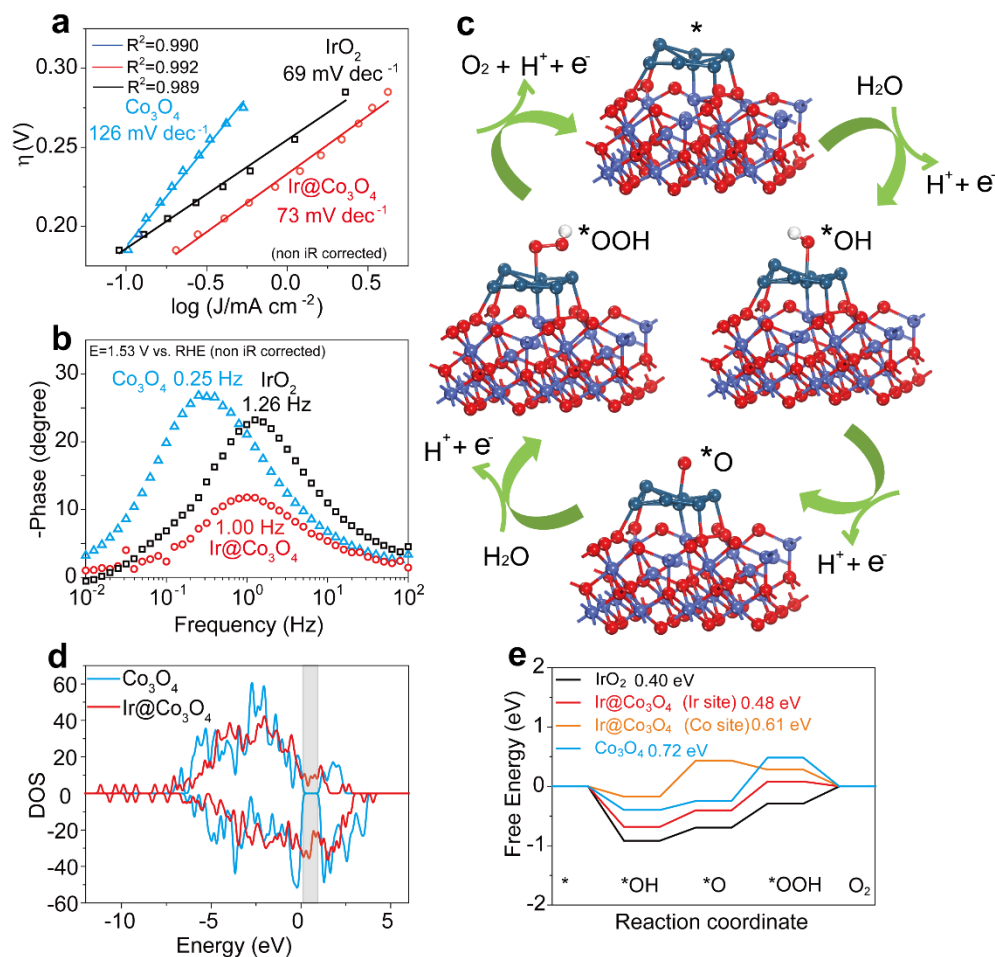 a
R²=0.990
R²=0.992
R²=0.989
IrO₂
69 mV dec⁻¹
Co₃O₄
126 mV dec⁻¹
Ir@Co₃O₄
73 mV dec⁻¹
(non iR corrected)
0.30
0.25
0.20
η (V)
-1.0 -0.5 0.0 0.5
log (J/mA cm⁻²)
b
E=1.53 V vs. RHE (non iR corrected)
Co₃O₄ 0.25 Hz
IrO₂
1.26 Hz
1.00 Hz
Ir@Co₃O₄
30
20
10
0
-Phase (degree)
10⁻² 10⁻¹ 10⁰ 10¹ 10²
Frequency (Hz)
c
*
O₂ + H⁺+ e⁻
H₂O
H⁺+ e⁻
*OOH
*OH
H⁺+ e⁻
*O
H₂O
H⁺+ e⁻
d
Co₃O₄
Ir@Co₃O₄
60
40
20
0
-20
-40
-60
DOS
-10 -5 0 5
Energy (eV)
e
IrO₂ 0.40 eV
Ir@Co₃O₄ (Ir site) 0.48 eV
Ir@Co₃O₄ (Co site) 0.61 eV
Co₃O₄ 0.72 eV
2
1
0
-1
-2
Free Energy (eV)
* *OH *O *OOH O₂
Reaction coordinate